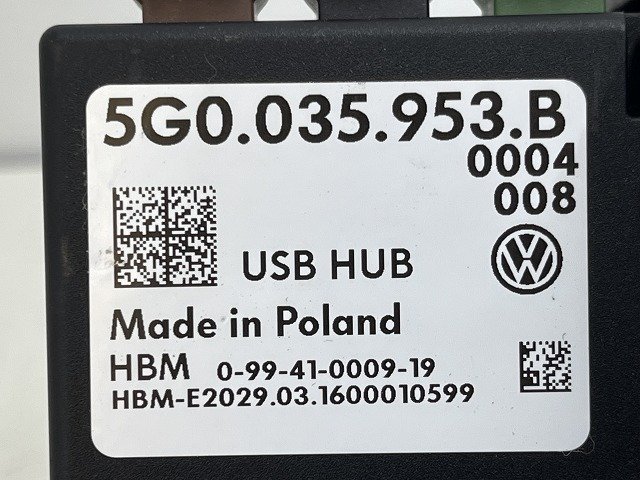 5G0.035.953.B
0004
008
USB HUB
Made in Poland
HBM 0-99-41-0009-19
HBM-E2029.03.1600010599